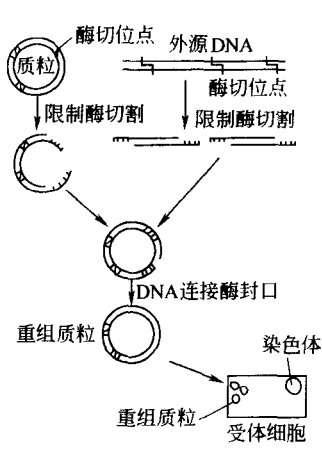 酶切位点
外源DNA
质粒
酶切位点
限制酶切割
限制酶切割
DNA连接酶封口
重组质粒
染色体
重组质粒
受体细胞